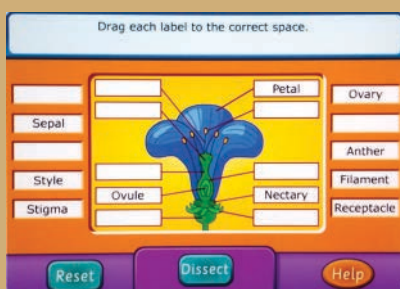 Drag each label to the correct space.
Petal
Ovary
Sepal
Anther
Style
Filament
Ovule
Nectary
Stigma
Receptacle
Reset
Dissect
Help